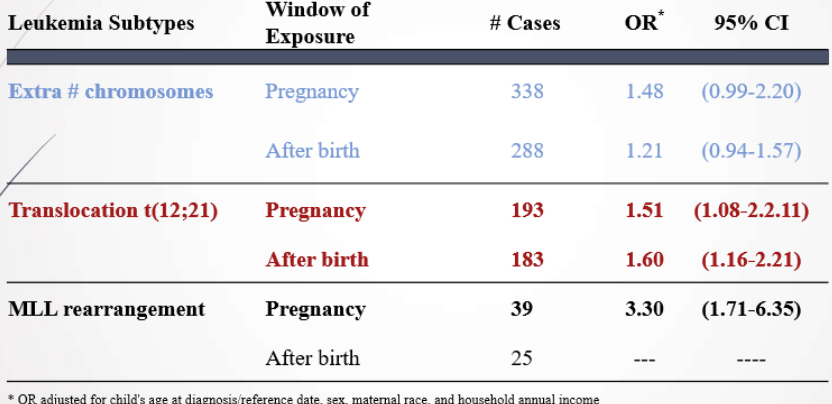 Leukemia Subtypes Window of Exposure # Cases OR* 95% CI
Extra # chromosomes Pregnancy 338 1.48 (0.99-2.20)
After birth 288 1.21 (0.94-1.57)
Translocation t(12;21) Pregnancy 193 1.51 (1.08-2.2.11)
After birth 183 1.60 (1.16-2.21)
MLL rearrangement Pregnancy 39 3.30 (1.71-6.35)
After birth 25 --- ----
* OR adjusted for child's age at diagnosis/reference date, sex, maternal race, and household annual income